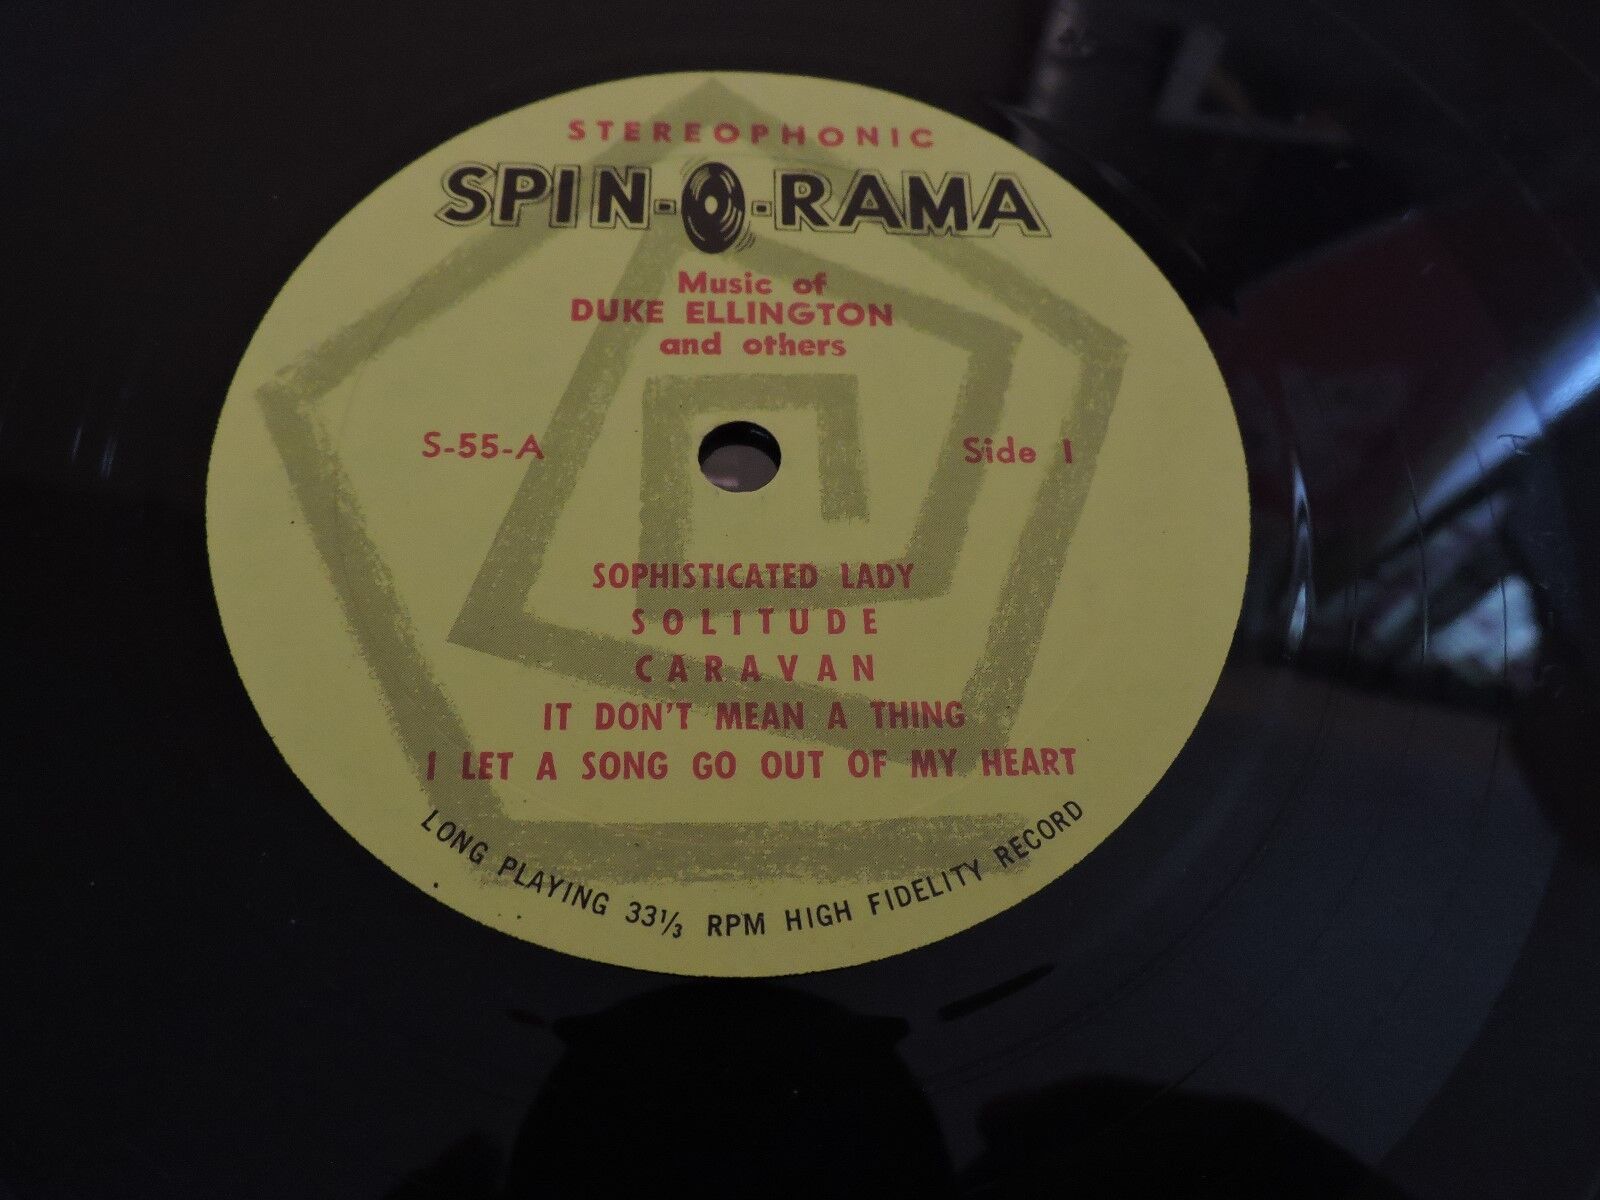 STEREOPHONIC
SPIN-O-RAMA
Music of
DUKE ELLINGTON
and others
S-55-A
Side 1
SOPHISTICATED LADY
SOLITUDE
CARAVAN
IT DON'T MEAN A THING
I LET A SONG GO OUT OF MY HEART
LONG PLAYING 33⅓ RPM HIGH FIDELITY RECORD